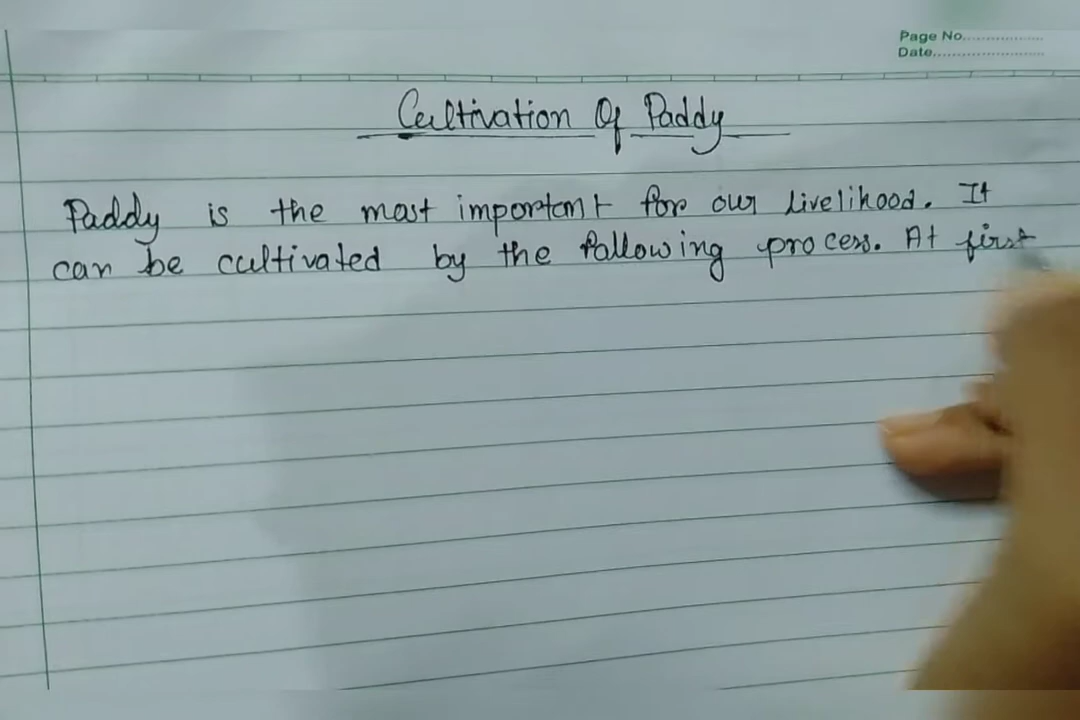 Page No..................
Date........................
Cultivation Of Paddy
Paddy is the most important for our livelihood. It
can be cultivated by the following process. At first